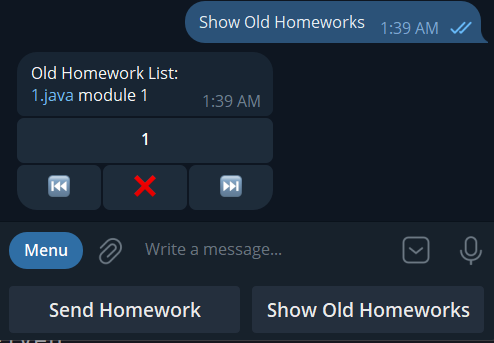 Show Old Homeworks 1:39 AM
Old Homework List:
1.java module 1
1:39 AM
1
Menu Write a message...
Send Homework Show Old Homeworks